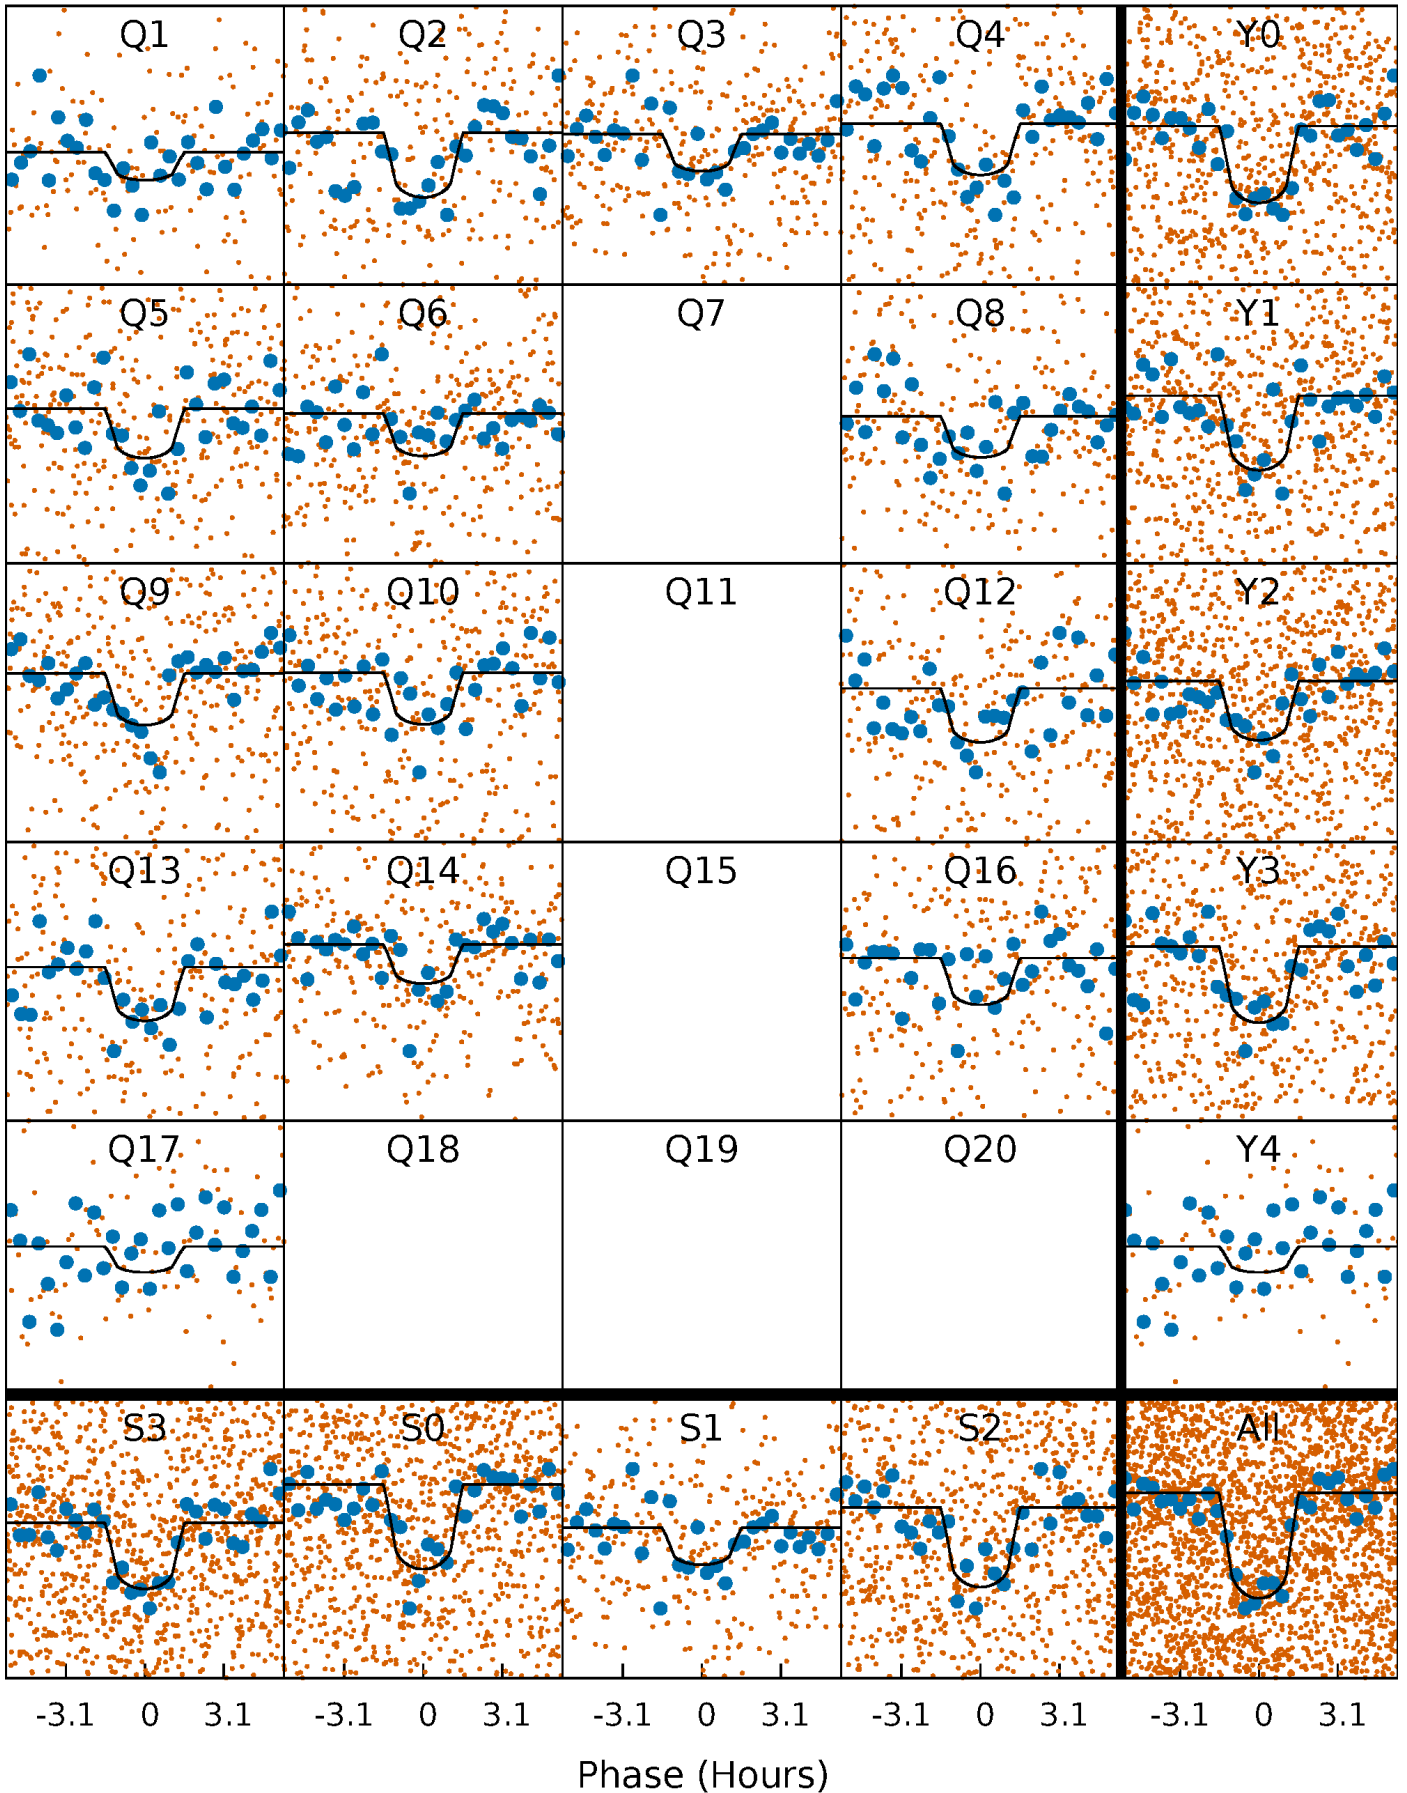 Q1 Q2 Q3 Q4 Y0
Q5 Q6 Q7 Q8 Y1
Q9 Q10 Q11 Q12 Y2
Q13 Q14 Q15 Q16 Y3
Q17 Q18 Q19 Q20 Y4
S3 S0 S1 S2 All
-3.1 0 3.1 -3.1 0 3.1 -3.1 0 3.1 -3.1 0 3.1 -3.1 0 3.1
Phase (Hours)